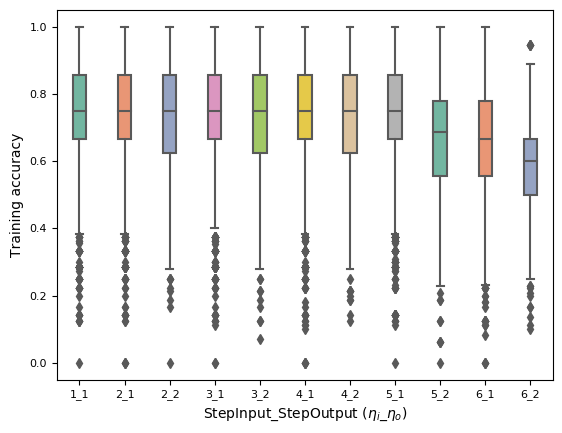 1.0
0.8
0.6
0.4
0.2
0.0
Training accuracy
1_1 2_1 2_2 3_1 3_2 4_1 4_2 5_1 5_2 6_1 6_2
StepInput_StepOutput (η_i_η_o)